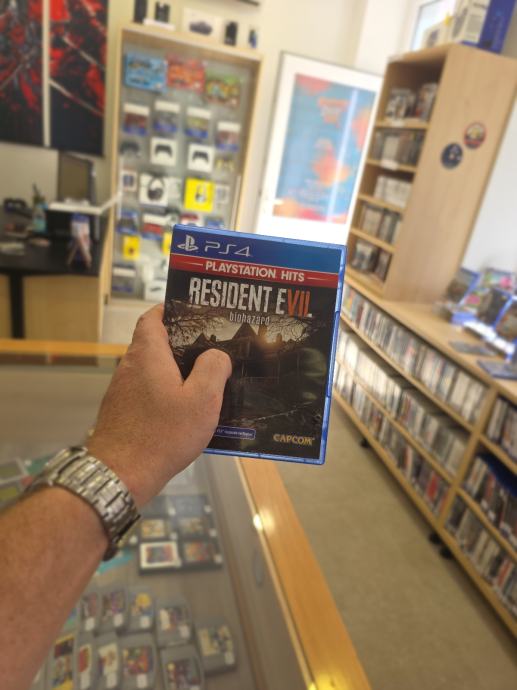 PS4
PLAYSTATION HITS
RESIDENT EVIL
biohazard
CAPCOM